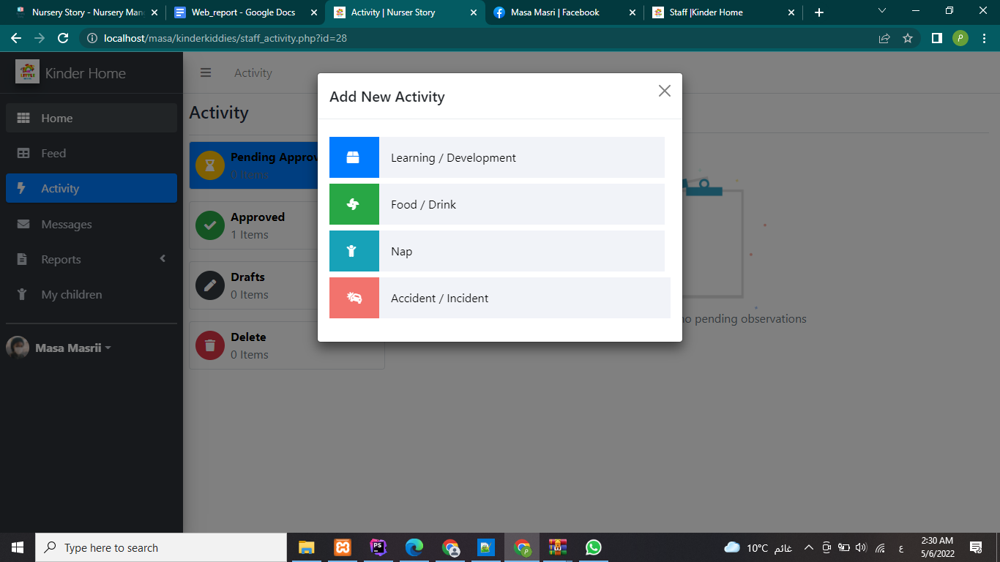 Nursery Story - Nursery Man
Web_report - Google Docs
Activity | Nurser Story
Masa Masri | Facebook
Staff |Kinder Home
localhost/masa/kinderkiddies/staff_activity.php?id=28
P
Kinder Home
Home
Feed
Activity
Messages
Reports
My children
Masa Masrii
Activity
Activity
Pending Approv
0 Items
Approved
1 Items
Drafts
0 Items
Delete
0 Items
Add New Activity
Learning / Development
Food / Drink
Nap
Accident / Incident
no pending observations
Type here to search
PS
P
10°C غائم
ع
2:30 AM
5/6/2022